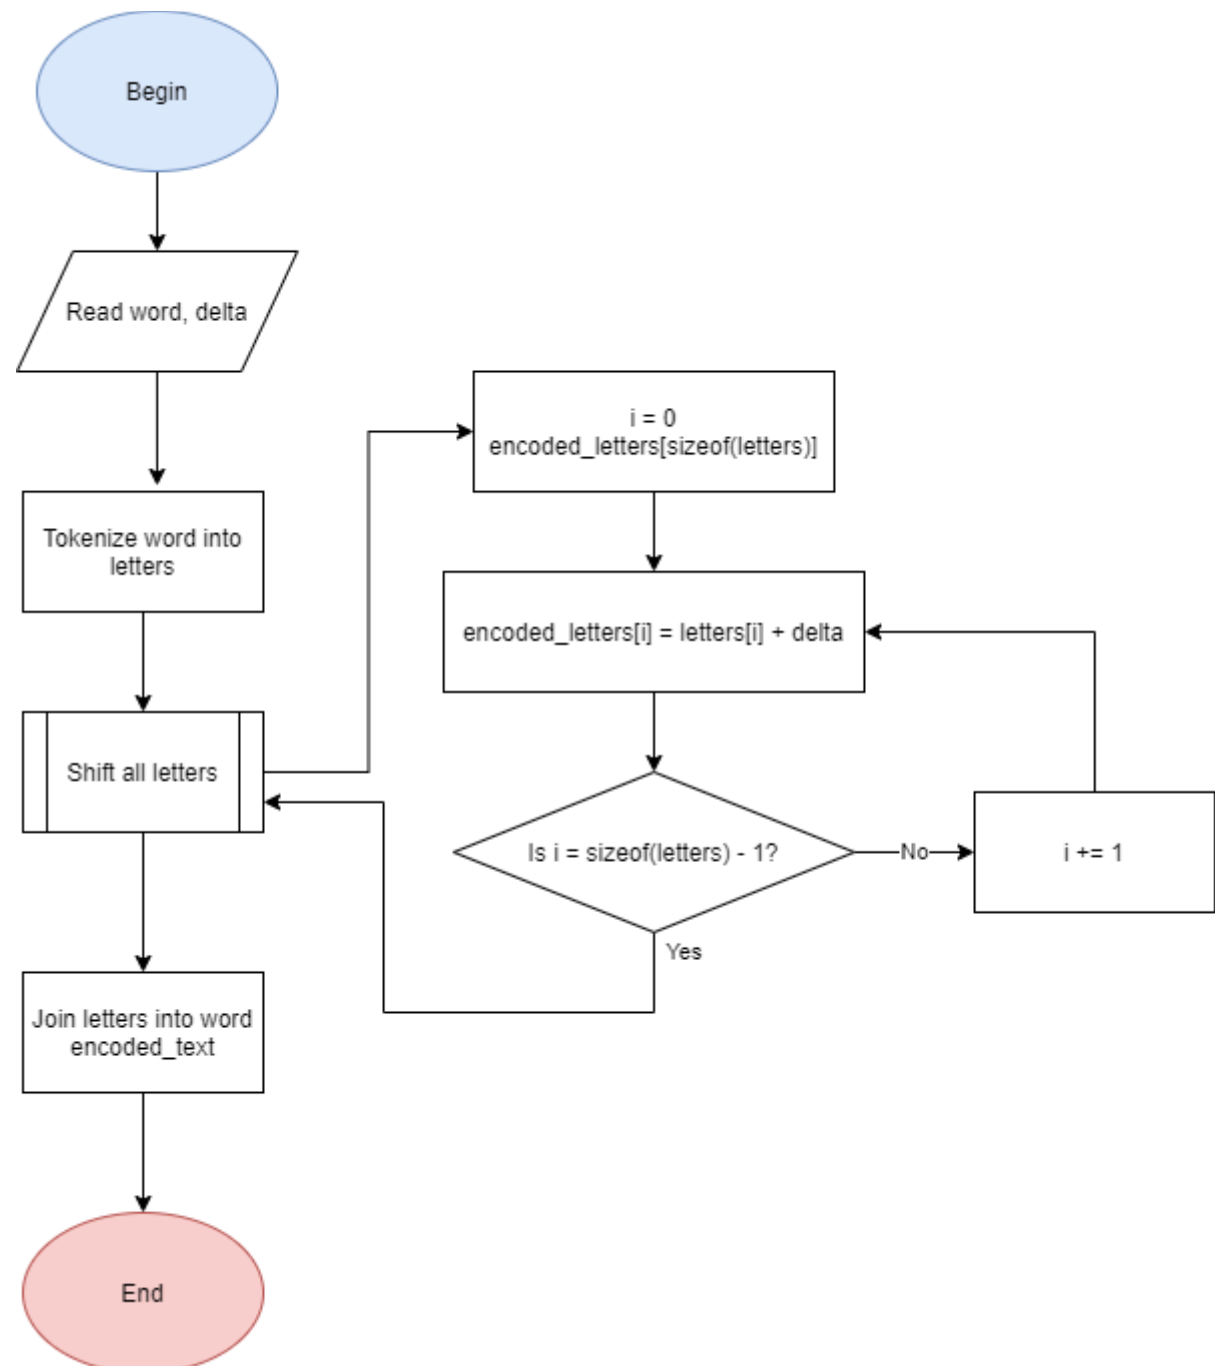 Begin
Read word, delta
Tokenize word into
letters
Shift all letters
i = 0
encoded_letters[sizeof(letters)]
encoded_letters[i] = letters[i] + delta
Is i = sizeof(letters) - 1?
No
i += 1
Yes
Join letters into word
encoded_text
End